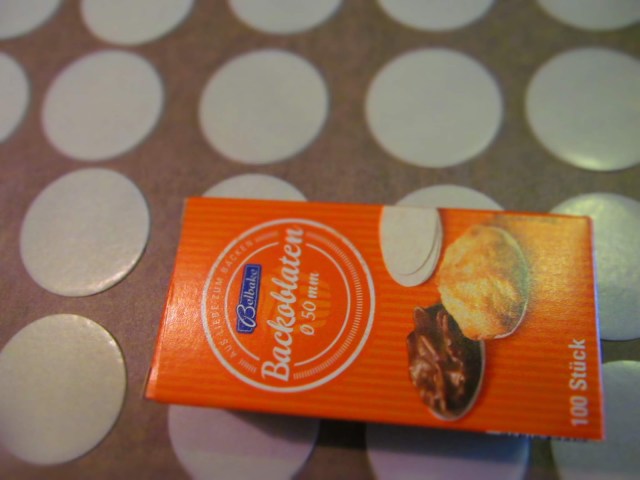 AUS LIEBE ZUM BACKEN
Belbake
Backoblaten
Ø 50 mm
100 Stück